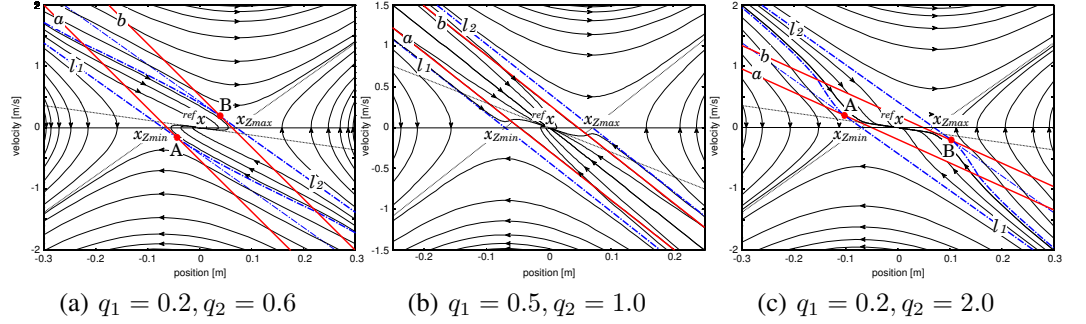 2 1.5 2
a b b a l2 b a l2
l1 l1
1 1 1
0.5
velocity [m/s] 0 velocity [m/s] 0 velocity [m/s] 0
B A
ref x xZmax ref x xZmax ref x xZmax
xZmin xZmin xZmin
A B
-0.5
l2 l1
-1 -1 -1
-2 -1.5 -2
-0.3 -0.2 -0.1 0 0.1 0.2 0.3 -0.2 -0.1 0 0.1 0.2 -0.3 -0.2 -0.1 0 0.1 0.2 0.3
position [m] position [m] position [m]
(a) q1 = 0.2, q2 = 0.6 (b) q1 = 0.5, q2 = 1.0 (c) q1 = 0.2, q2 = 2.0